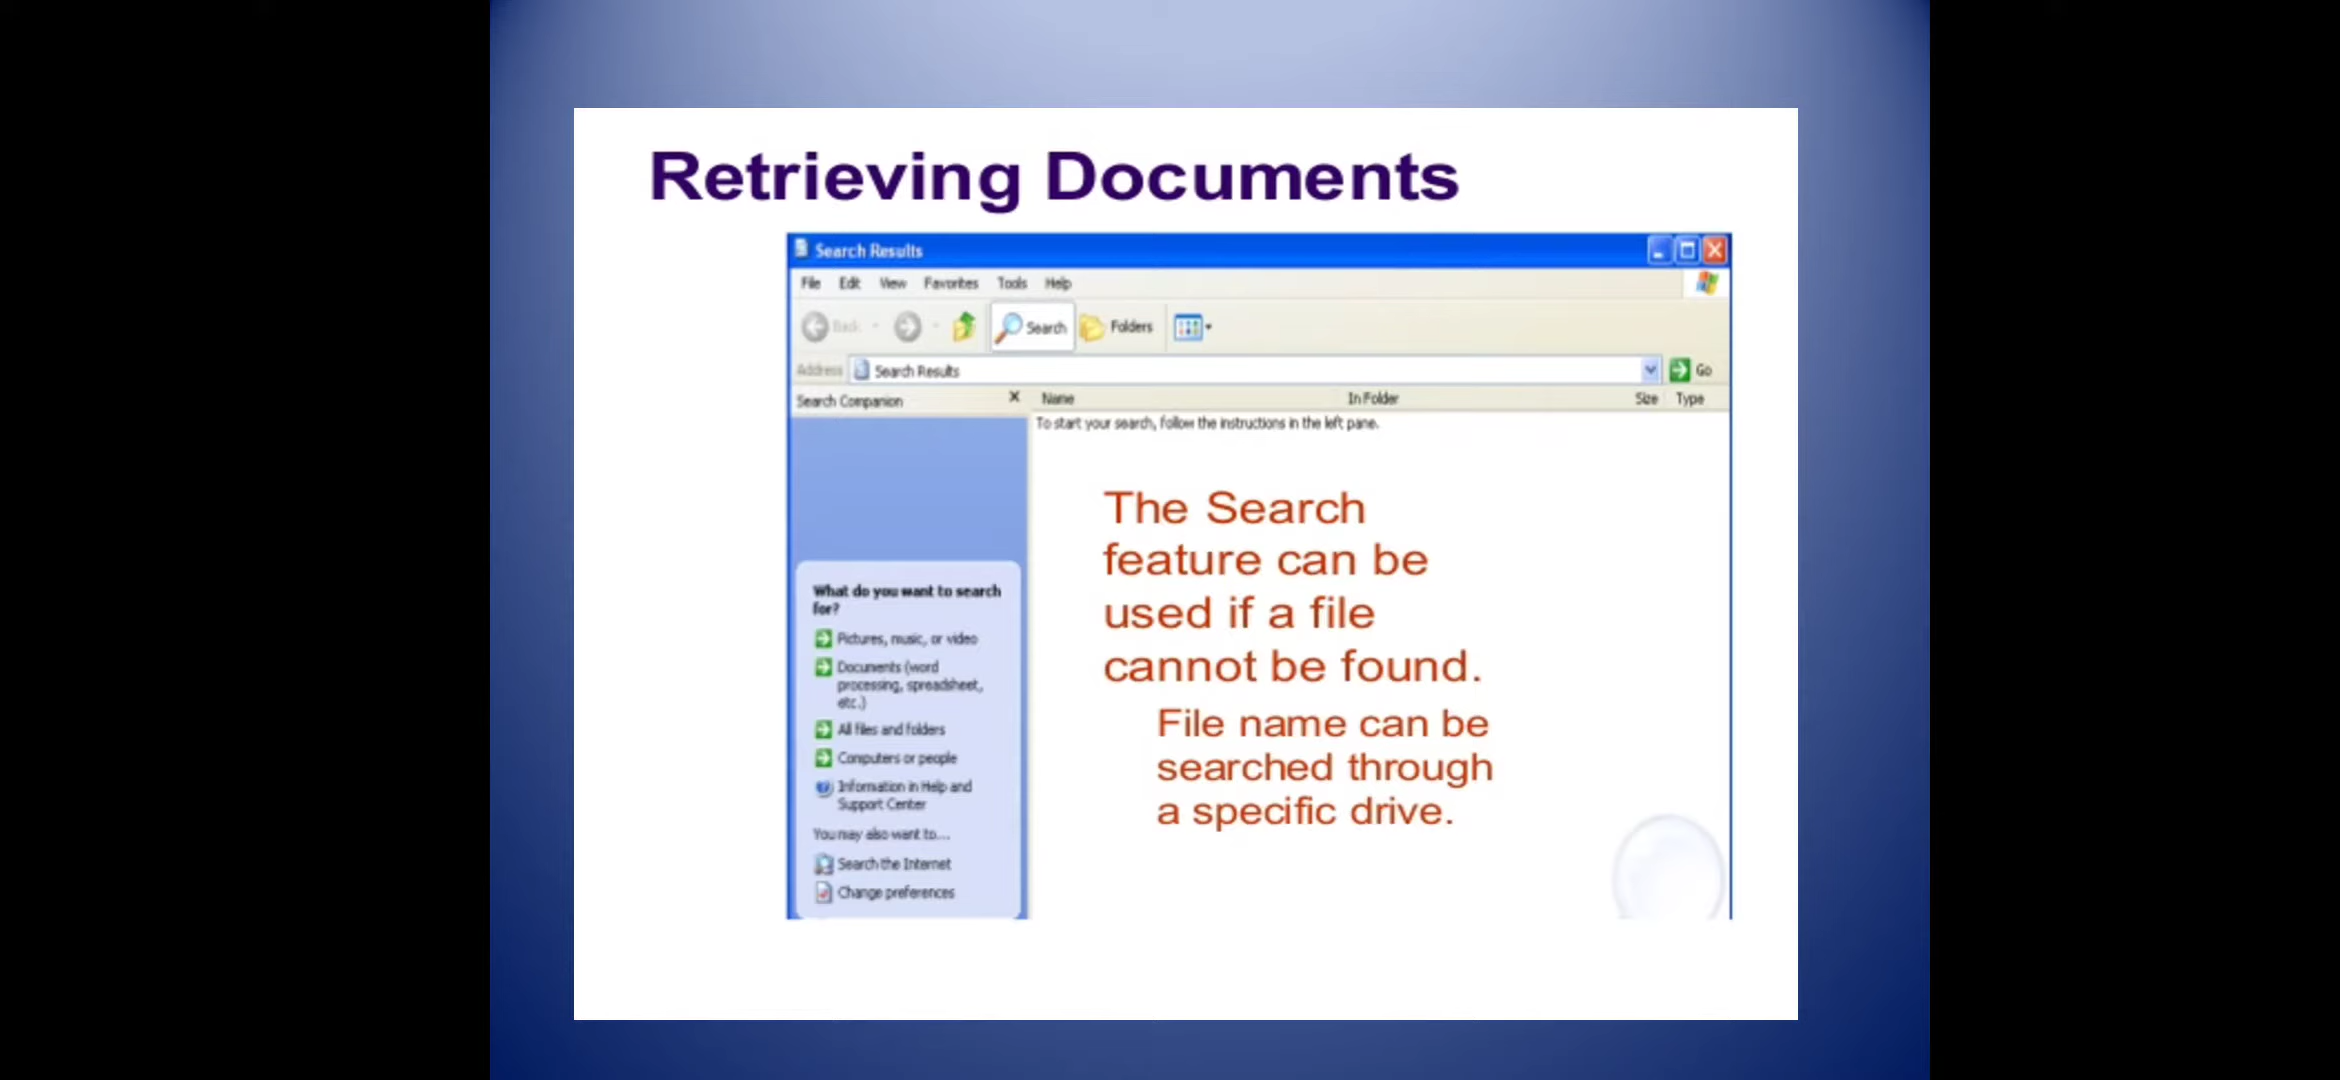 Retrieving Documents
Search Results
File Edit View Favorites Tools Help
Back Search Folders
Address Search Results Go
Search Companion X Name In Folder Size Type
To start your search, follow the instructions in the left pane.
The Search
feature can be
used if a file
cannot be found.
File name can be
searched through
a specific drive.
What do you want to search
for?
Pictures, music, or video
Documents (word
processing, spreadsheet,
etc.)
All files and folders
Computers or people
Information in Help and
Support Center
You may also want to...
Search the Internet
Change preferences